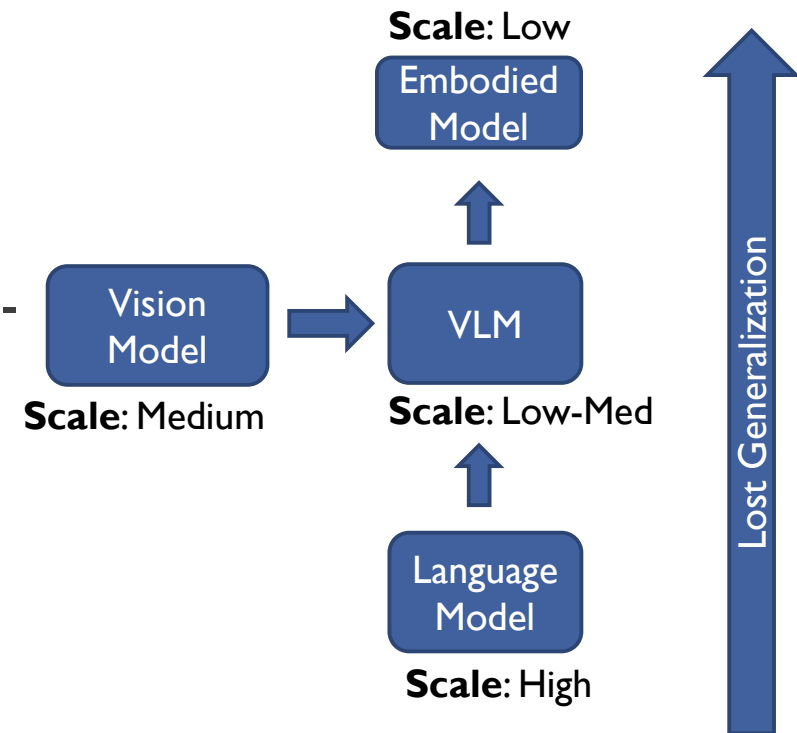 Scale: Low
Embodied
Model
-
Vision
Model
Scale: Medium
VLM
Scale: Low-Med
Language
Model
Scale: High
Lost Generalization